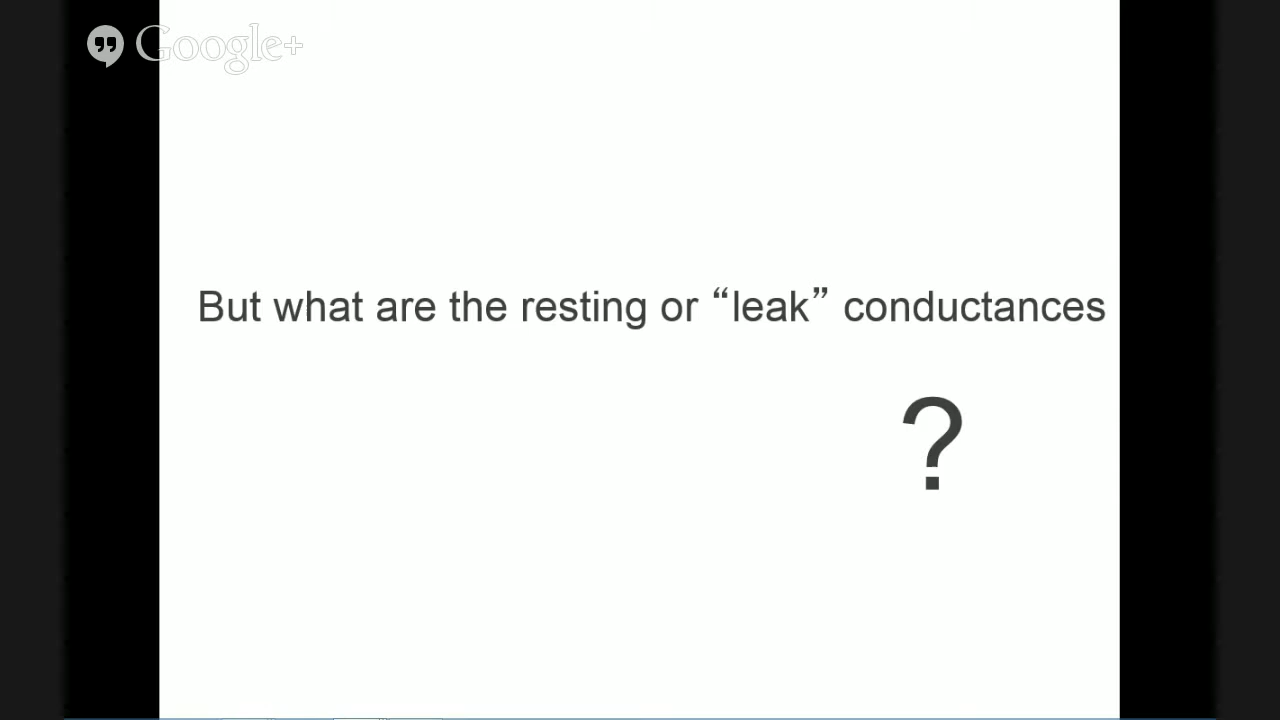 Google+
But what are the resting or “leak” conductances
?